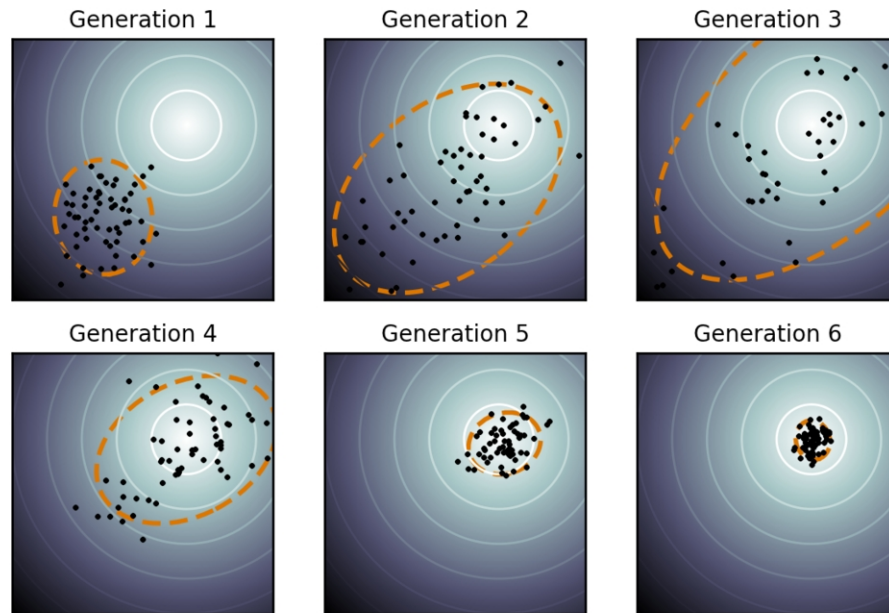 Generation 1
Generation 2
Generation 3
Generation 4
Generation 5
Generation 6